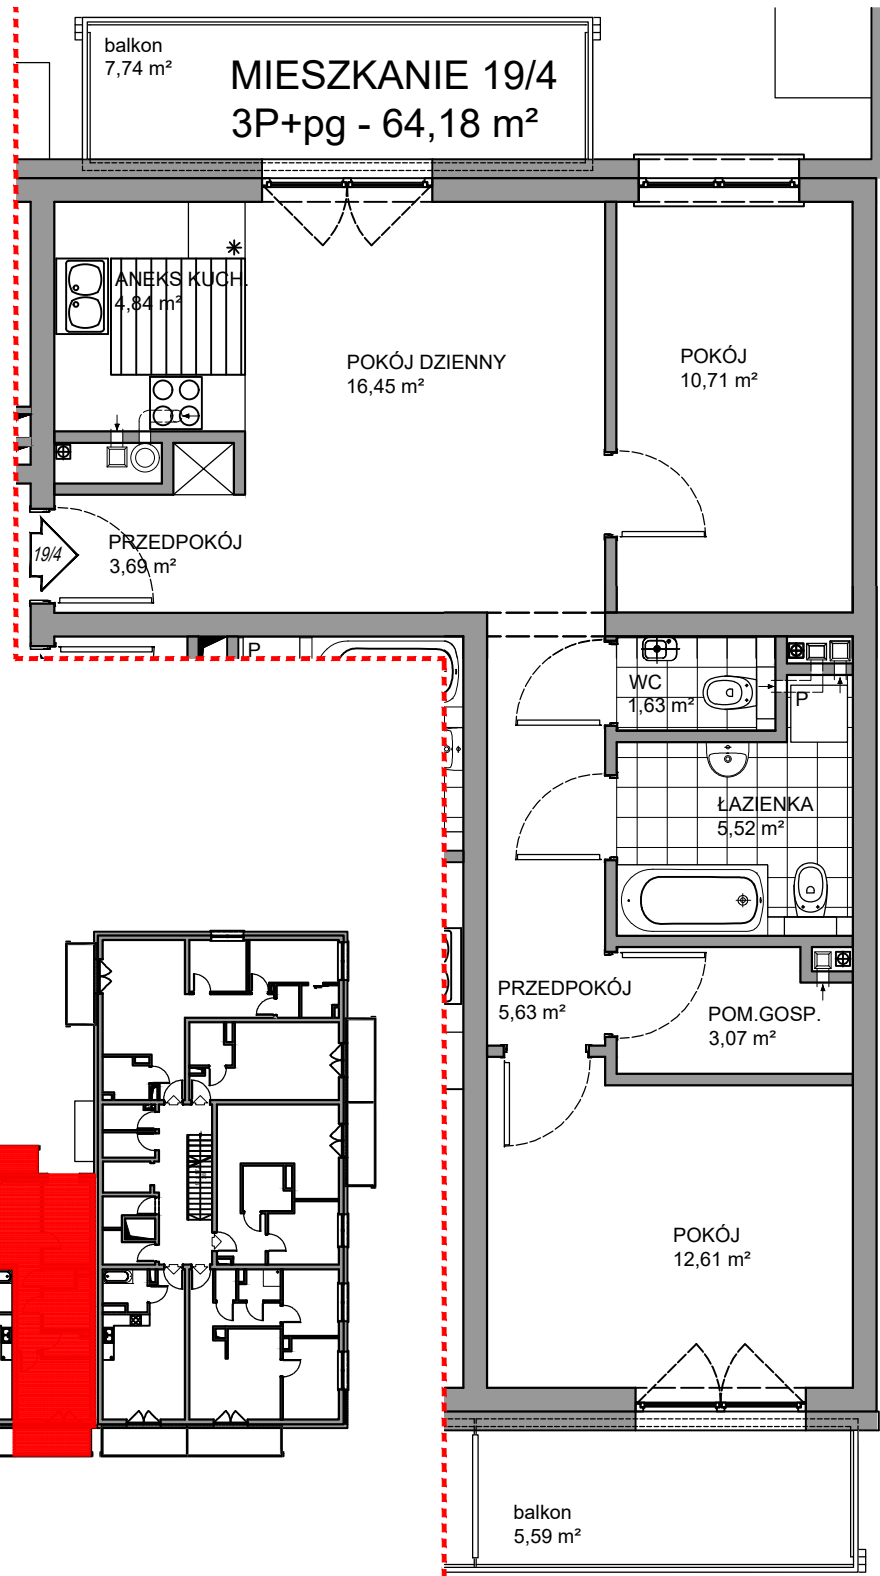 balkon
7,74 m²
MIESZKANIE 19/4
3P+pg - 64,18 m²
ANEKS KUCH.
4,84 m²
POKÓJ DZIENNY
16,45 m²
POKÓJ
10,71 m²
19/4
PRZEDPOKÓJ
3,69 m²
P
WC
1,63 m²
P
ŁAZIENKA
5,52 m²
PRZEDPOKÓJ
5,63 m²
POM.GOSP.
3,07 m²
POKÓJ
12,61 m²
balkon
5,59 m²